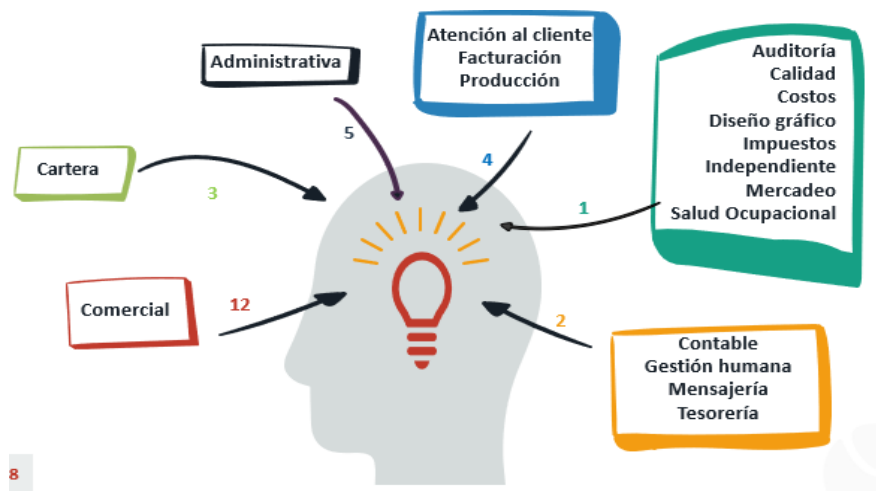 Administrativa
5
Atención al cliente
Facturación
Producción
4
Auditoría
Calidad
Costos
Diseño gráfico
Impuestos
Independiente
Mercadeo
Salud Ocupacional
1
Cartera
3
Comercial
12
2
Contable
Gestión humana
Mensajería
Tesorería
8